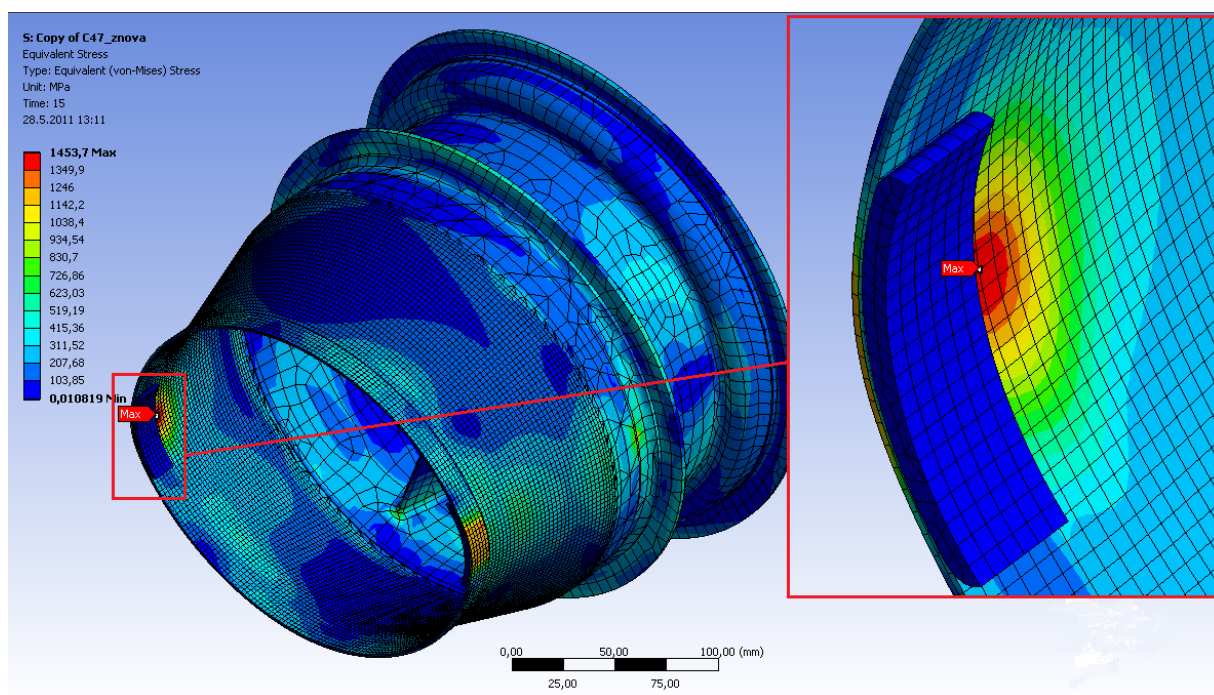 S: Copy of C47_znova
Equivalent Stress
Type: Equivalent (von-Mises) Stress
Unit: MPa
Time: 15
28.5.2011 13:11
1453,7 Max
1349,9
1246
1142,2
1038,4
934,54
830,7
726,86
623,03
519,19
415,36
311,52
207,68
103,85
0,010819 Min
Max
Max
0,00 50,00 100,00 (mm)
25,00 75,00